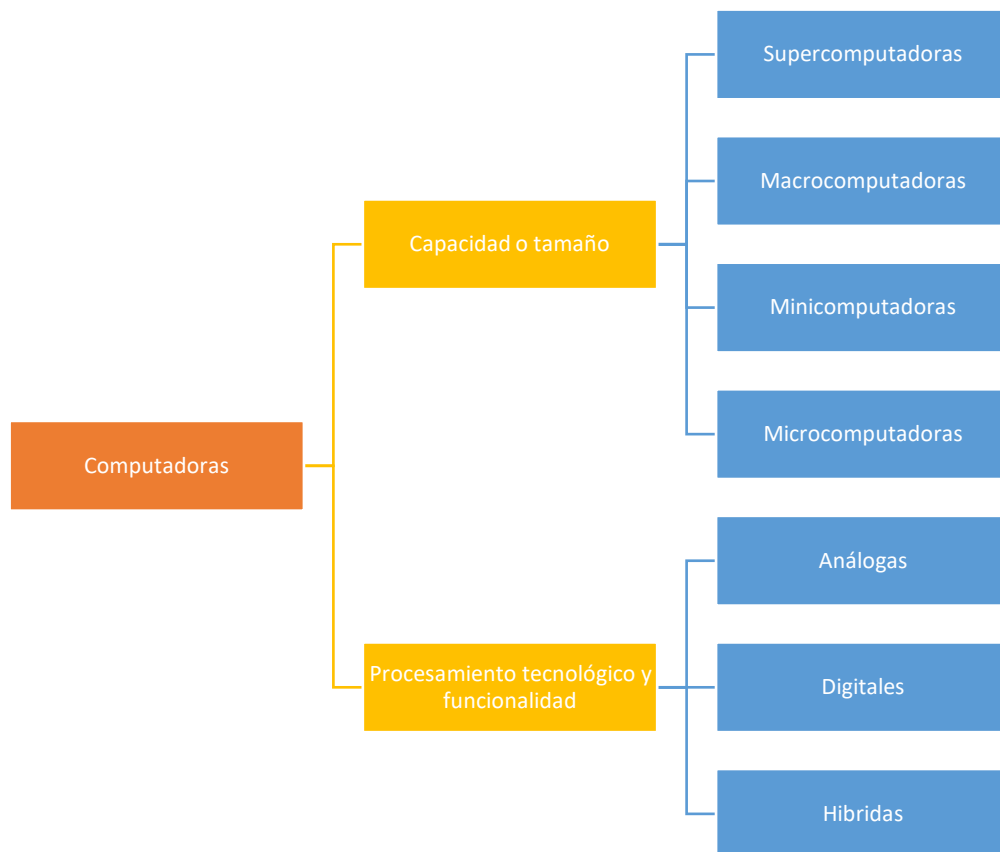 Computadoras
Capacidad o tamaño
Supercomputadoras
Macrocomputadoras
Minicomputadoras
Microcomputadoras
Procesamiento tecnológico y
funcionalidad
Análogas
Digitales
Hibridas